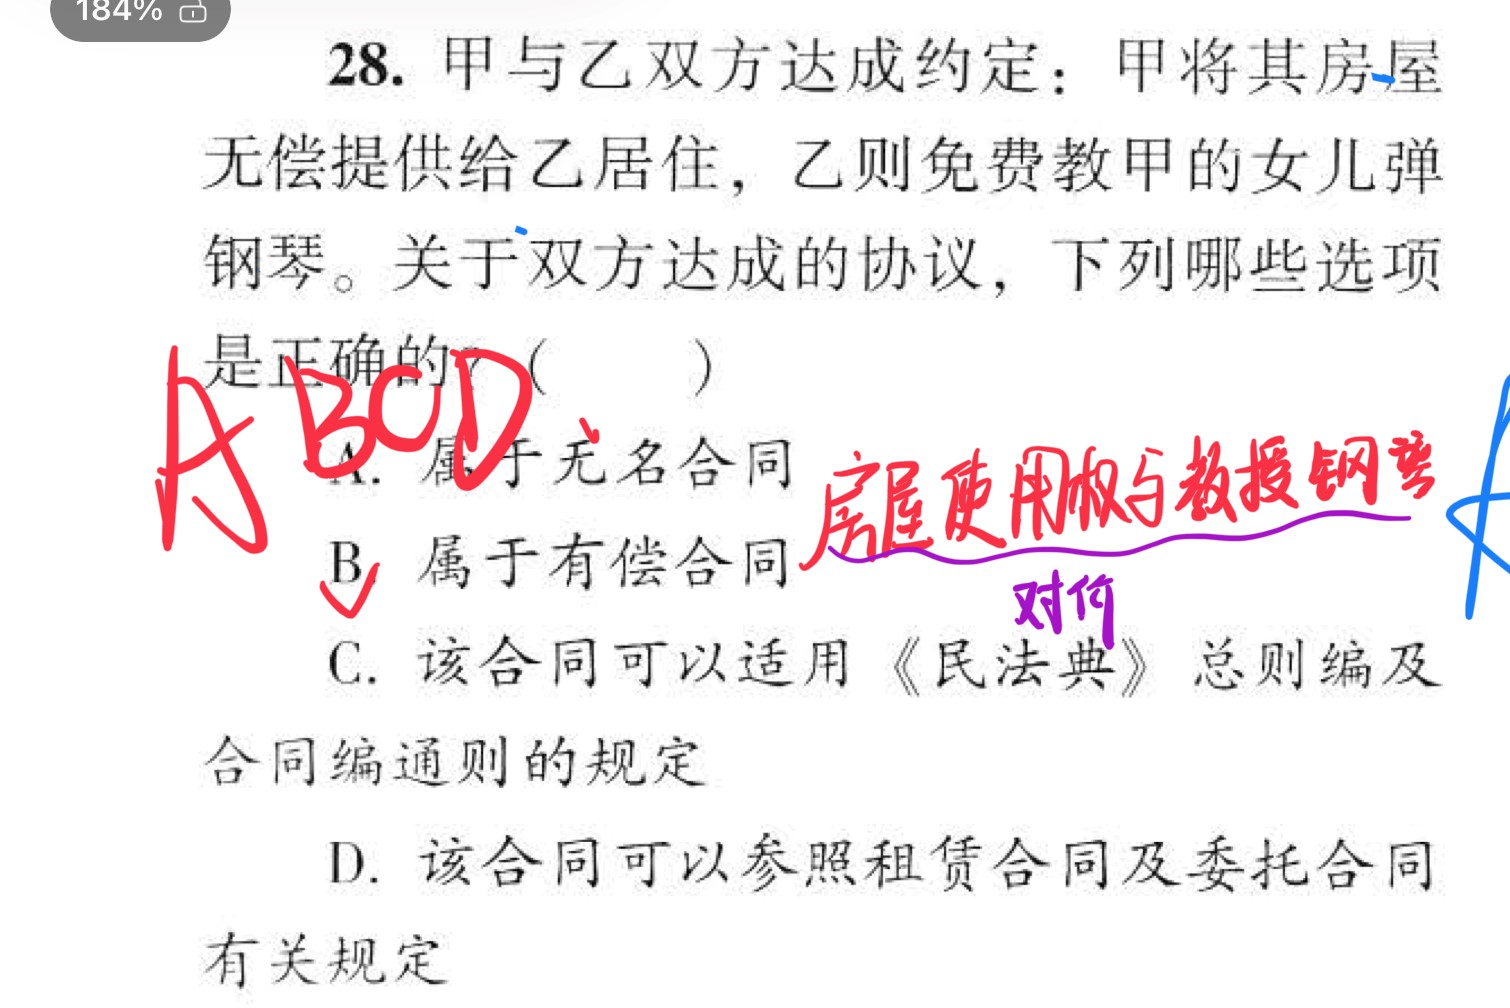 184%
28. 甲与乙双方达成约定：甲将其房屋
无偿提供给乙居住，乙则免费教甲的女儿弹
钢琴。关于双方达成的协议，下列哪些选项
是正确的？（ ）
ABCD
A. 属于无名合同
房屋使用权与教授钢琴
B. 属于有偿合同
对价
C. 该合同可以适用《民法典》总则编及
合同编通则的规定
D. 该合同可以参照租赁合同及委托合同
有关规定